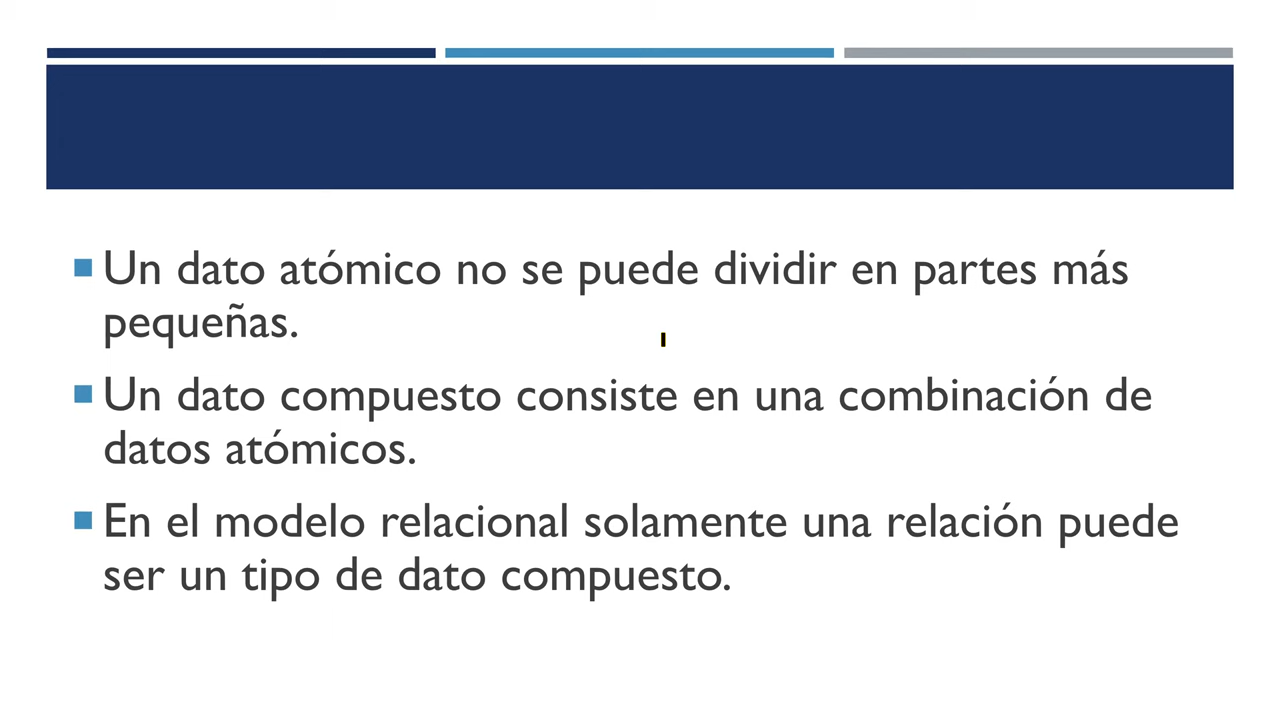 Un dato atómico no se puede dividir en partes más
pequeñas.
Un dato compuesto consiste en una combinación de
datos atómicos.
En el modelo relacional solamente una relación puede
ser un tipo de dato compuesto.